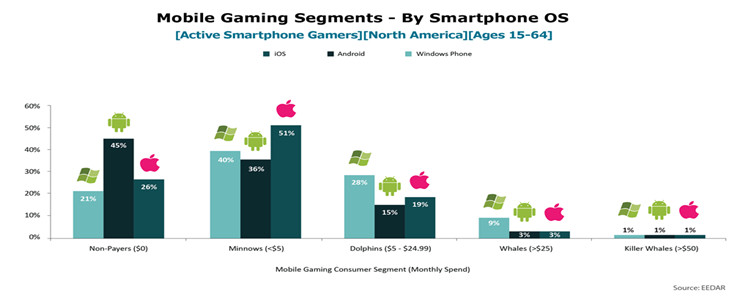 Mobile Gaming Segments - By Smartphone OS
[Active Smartphone Gamers][North America][Ages 15-64]
iOS Android Windows Phone
60%
50%
40%
30%
20%
10%
0%
21% 45% 26%
40% 36% 51%
28% 15% 19%
9% 3% 3%
1% 1% 1%
Non-Payers ($0) Minnows (<$5) Dolphins ($5 - $24.99) Whales (>$25) Killer Whales (>$50)
Mobile Gaming Consumer Segment (Monthly Spend)
Source: EEDAR